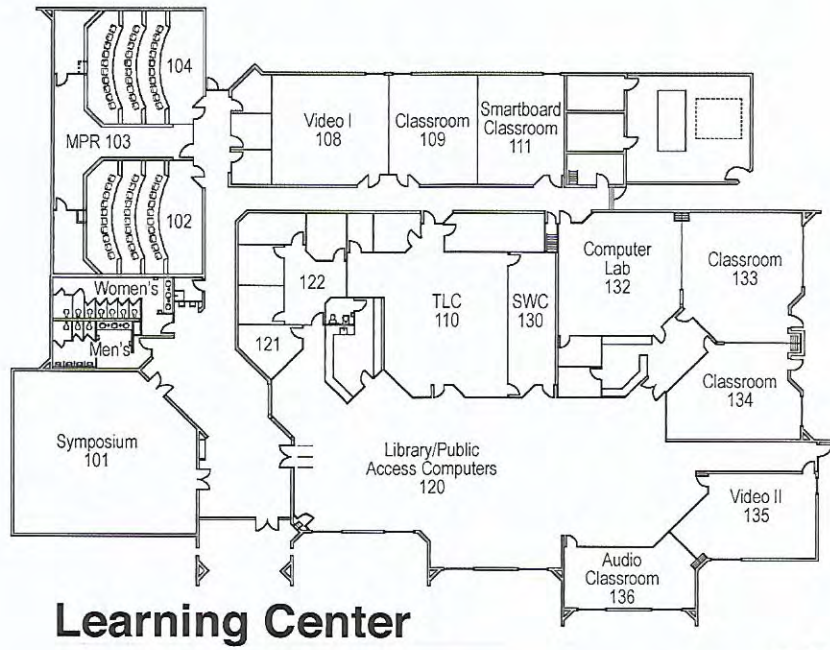 104
MPR 103
102
Video I
108
Classroom
109
Smartboard
Classroom
111
Women's
Men's
122
121
TLC
110
SWC
130
Computer
Lab
132
Classroom
133
Classroom
134
Symposium
101
Library/Public
Access Computers
120
Video II
135
Audio
Classroom
136
Learning Center